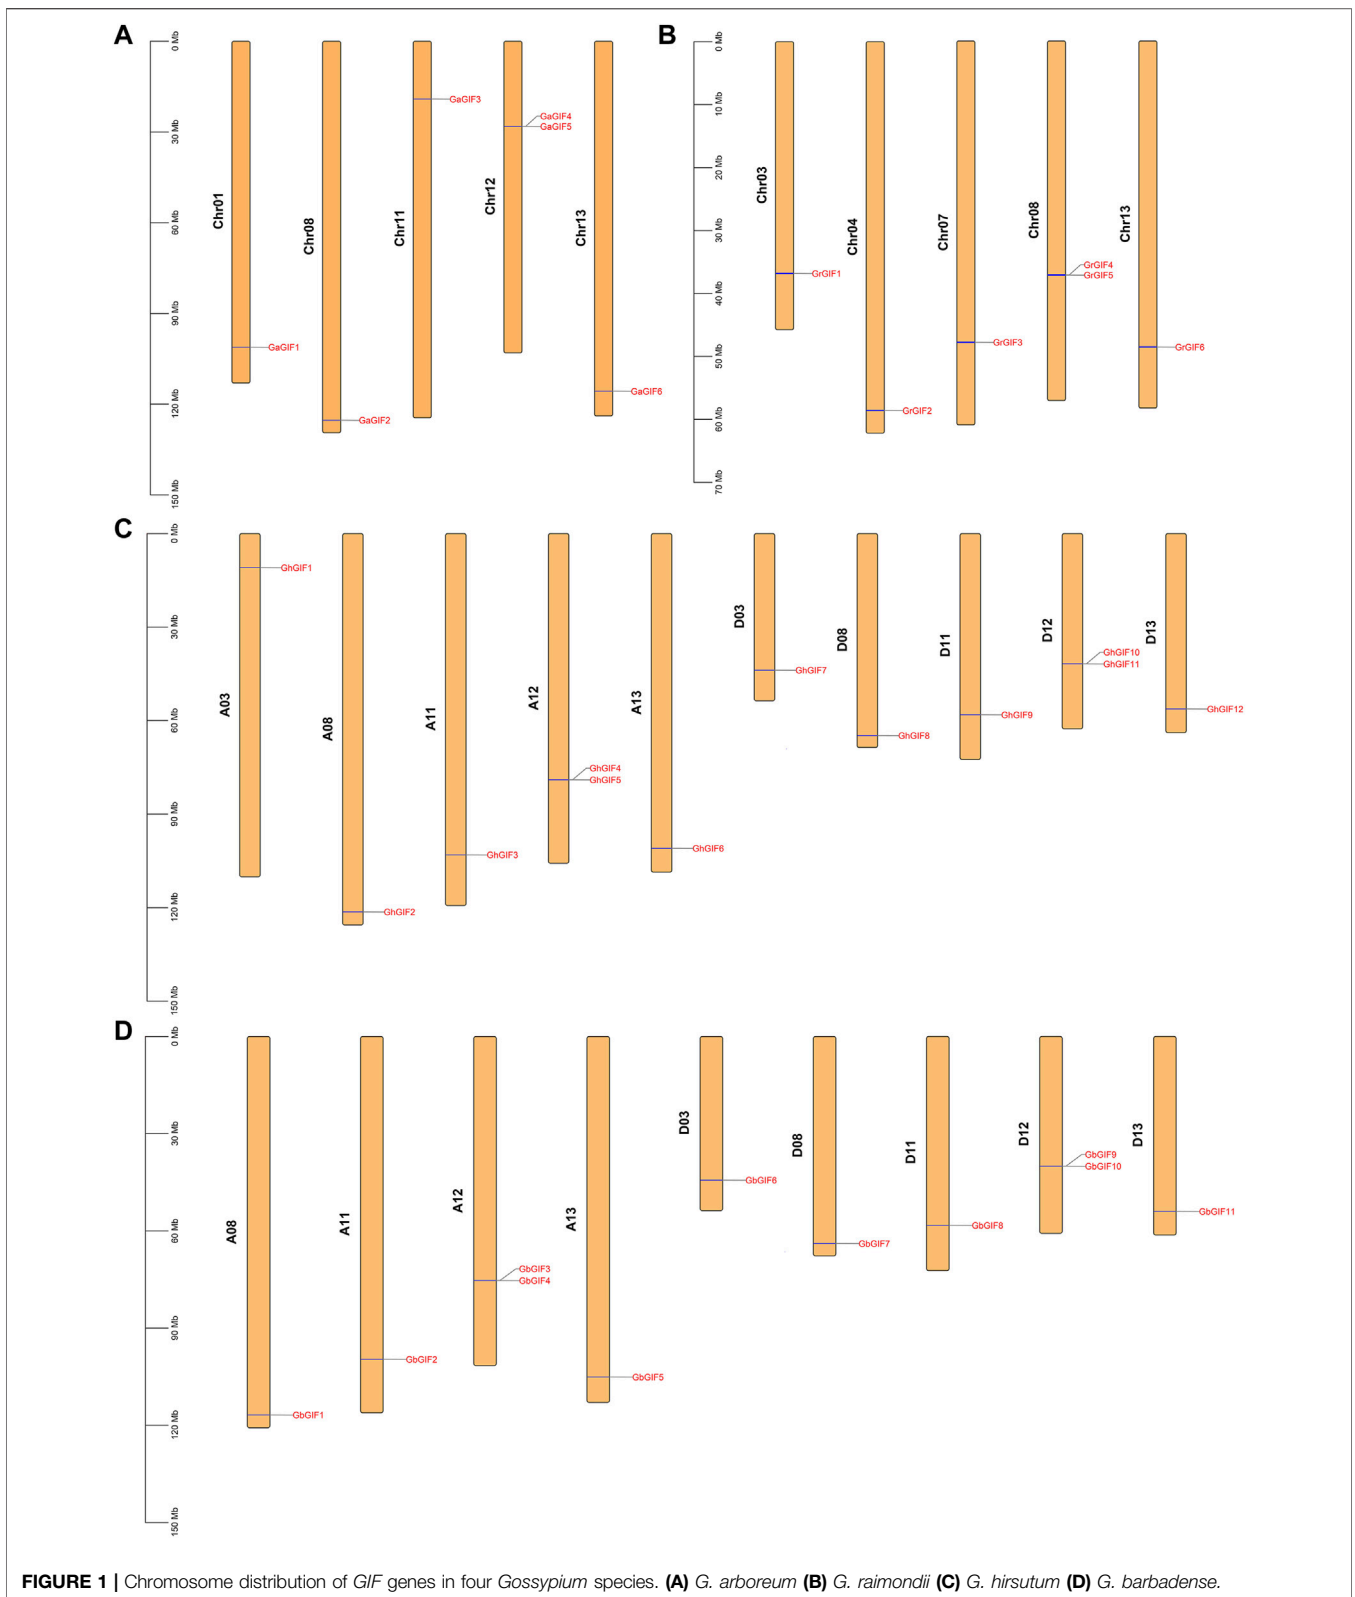 A
0 Mb
30 Mb
60 Mb
90 Mb
120 Mb
150 Mb
Chr01
GaGIF1
Chr08
GaGIF2
Chr11
GaGIF3
Chr12
GaGIF4
GaGIF5
Chr13
GaGIF6
B
0 Mb
10 Mb
20 Mb
30 Mb
40 Mb
50 Mb
60 Mb
70 Mb
Chr03
GrGIF1
Chr04
GrGIF2
Chr07
GrGIF3
Chr08
GrGIF4
GrGIF5
Chr13
GrGIF6
C
0 Mb
30 Mb
60 Mb
90 Mb
120 Mb
150 Mb
A03
GhGIF1
A08
GhGIF2
A11
GhGIF3
A12
GhGIF4
GhGIF5
A13
GhGIF6
D03
GhGIF7
D08
GhGIF8
D11
GhGIF9
D12
GhGIF10
GhGIF11
D13
GhGIF12
D
0 Mb
30 Mb
60 Mb
90 Mb
120 Mb
150 Mb
A08
GbGIF1
A11
GbGIF2
A12
GbGIF3
GbGIF4
A13
GbGIF5
D03
GbGIF6
D08
GbGIF7
D11
GbGIF8
D12
GbGIF9
GbGIF10
D13
GbGIF11
FIGURE 1 | Chromosome distribution of GIF genes in four Gossypium species. (A) G. arboreum (B) G. raimondii (C) G. hirsutum (D) G. barbadense.